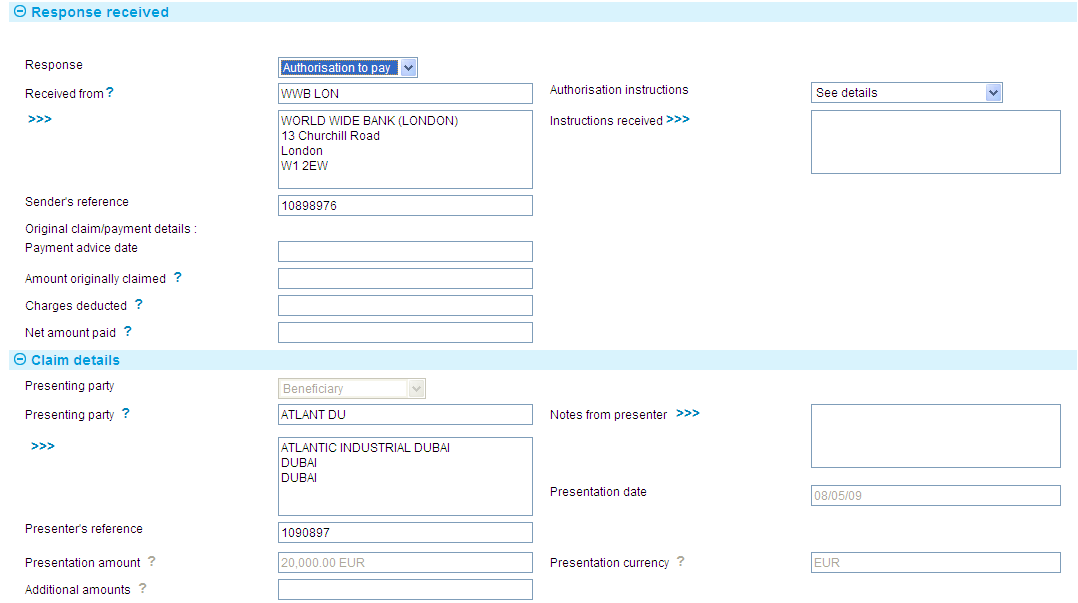 Response received
Response
Authorisation to pay
Received from ?
WWB LON
Authorisation instructions
See details
>>>
WORLD WIDE BANK (LONDON)
13 Churchill Road
London
W1 2EW
Instructions received >>>
Sender's reference
10898976
Original claim/payment details :
Payment advice date
Amount originally claimed ?
Charges deducted ?
Net amount paid ?
Claim details
Presenting party
Beneficiary
Presenting party ?
ATLANT DU
Notes from presenter >>>
>>>
ATLANTIC INDUSTRIAL DUBAI
DUBAI
DUBAI
Presentation date
08/05/09
Presenter's reference
1090897
Presentation amount ?
20,000.00 EUR
Presentation currency ?
EUR
Additional amounts ?